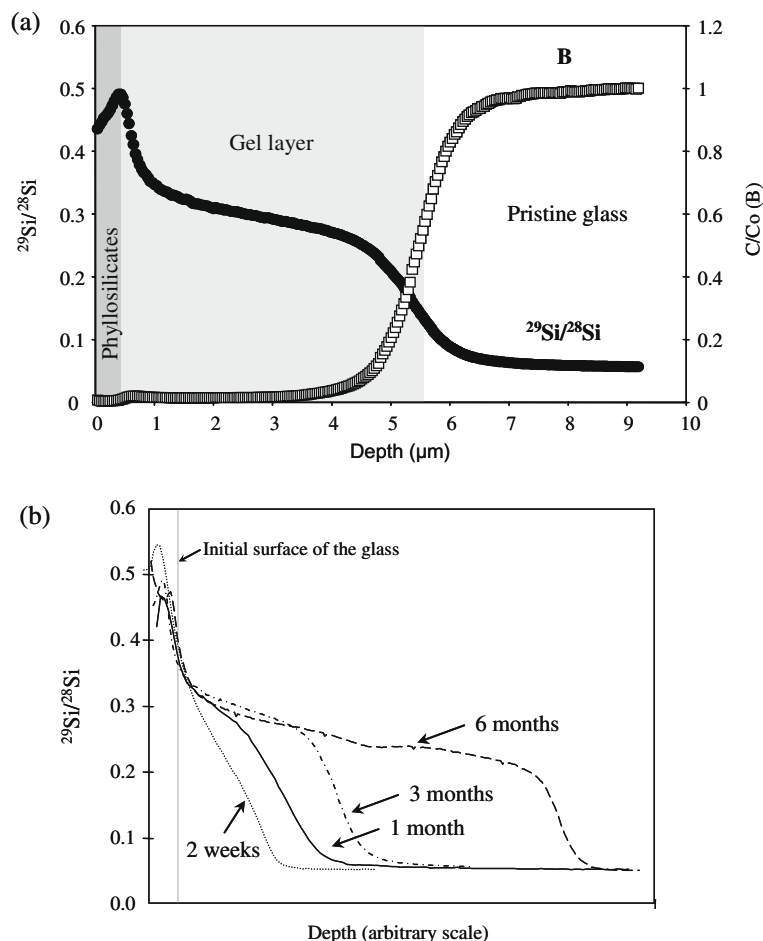 (a)
0.6
0.5
0.4
0.3
0.2
0.1
0
²⁹Si/²⁸Si
1.2
1
0.8
0.6
0.4
0.2
0
C/Co (B)
B
Gel layer
Pristine glass
Phyllosilicates
²⁹Si/²⁸Si
0 1 2 3 4 5 6 7 8 9 10
Depth (µm)
(b)
0.6
0.5
0.4
0.3
0.2
0.1
0.0
²⁹Si/²⁸Si
Initial surface of the glass
6 months
3 months
1 month
2 weeks
Depth (arbitrary scale)